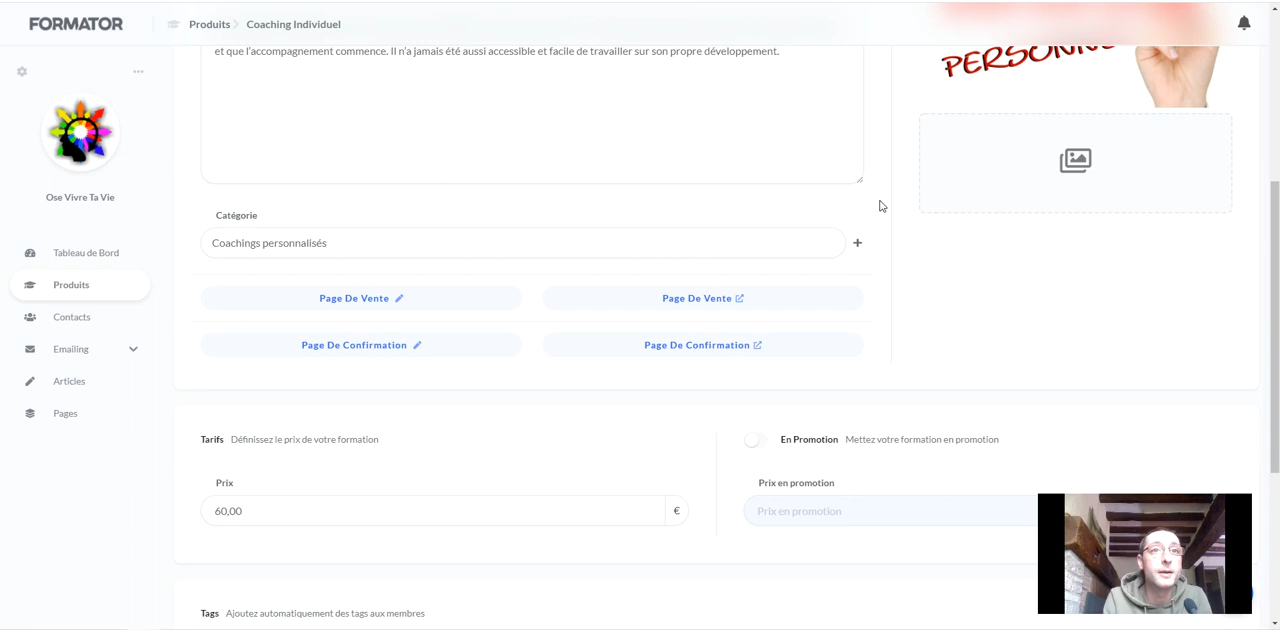 FORMATOR
Produits
Coaching Individuel
et que l'accompagnement commence. Il n'a jamais été aussi accessible et facile de travailler sur son propre développement.
Ose Vivre Ta Vie
Tableau de Bord
Produits
Contacts
Emailing
Articles
Pages
Catégorie
Coachings personnalisés
Page De Vente
Page De Vente
Page De Confirmation
Page De Confirmation
Tarifs Définissez le prix de votre formation
Prix
60,00 €
En Promotion Mettez votre formation en promotion
Prix en promotion
Prix en promotion
Tags Ajoutez automatiquement des tags aux membres